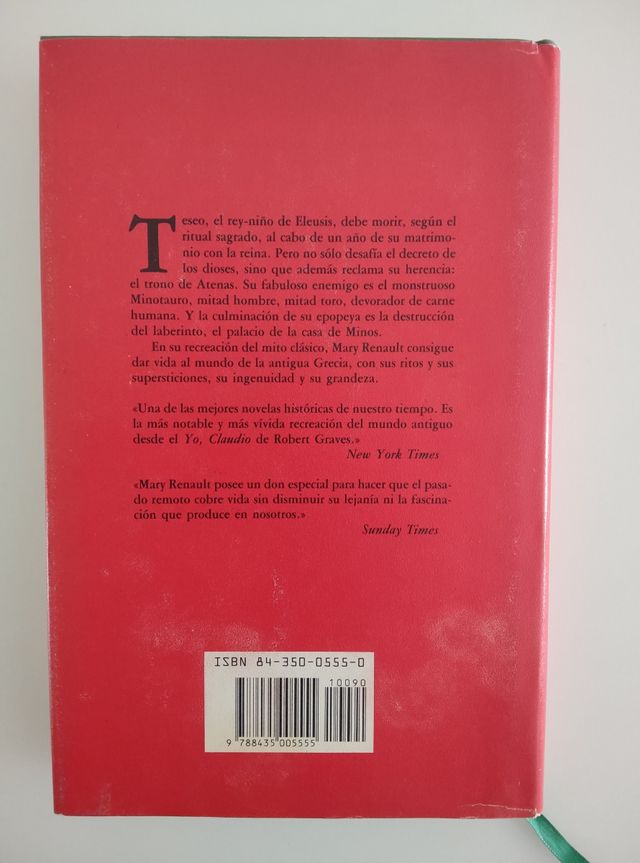 Teseo, el rey-niño de Eleusis, debe morir, según el
ritual sagrado, al cabo de un año de su matrimo-
nio con la reina. Pero no sólo desafía el decreto de
los dioses, sino que además reclama su herencia:
el trono de Atenas. Su fabuloso enemigo es el monstruoso
Minotauro, mitad hombre, mitad toro, devorador de carne
humana. Y la culminación de su epopeya es la destrucción
del laberinto, el palacio de la casa de Minos.
En su recreación del mito clásico, Mary Renault consigue
dar vida al mundo de la antigua Grecia, con sus ritos y sus
supersticiones, su ingenuidad y su grandeza.
«Una de las mejores novelas históricas de nuestro tiempo. Es
la más notable y más vívida recreación del mundo antiguo
desde el Yo, Claudio de Robert Graves.»
New York Times
«Mary Renault posee un don especial para hacer que el pasa-
do remoto cobre vida sin disminuir su lejanía ni la fascina-
ción que produce en nosotros.»
Sunday Times
ISBN 84-350-0555-0
10090
9 788435 005555